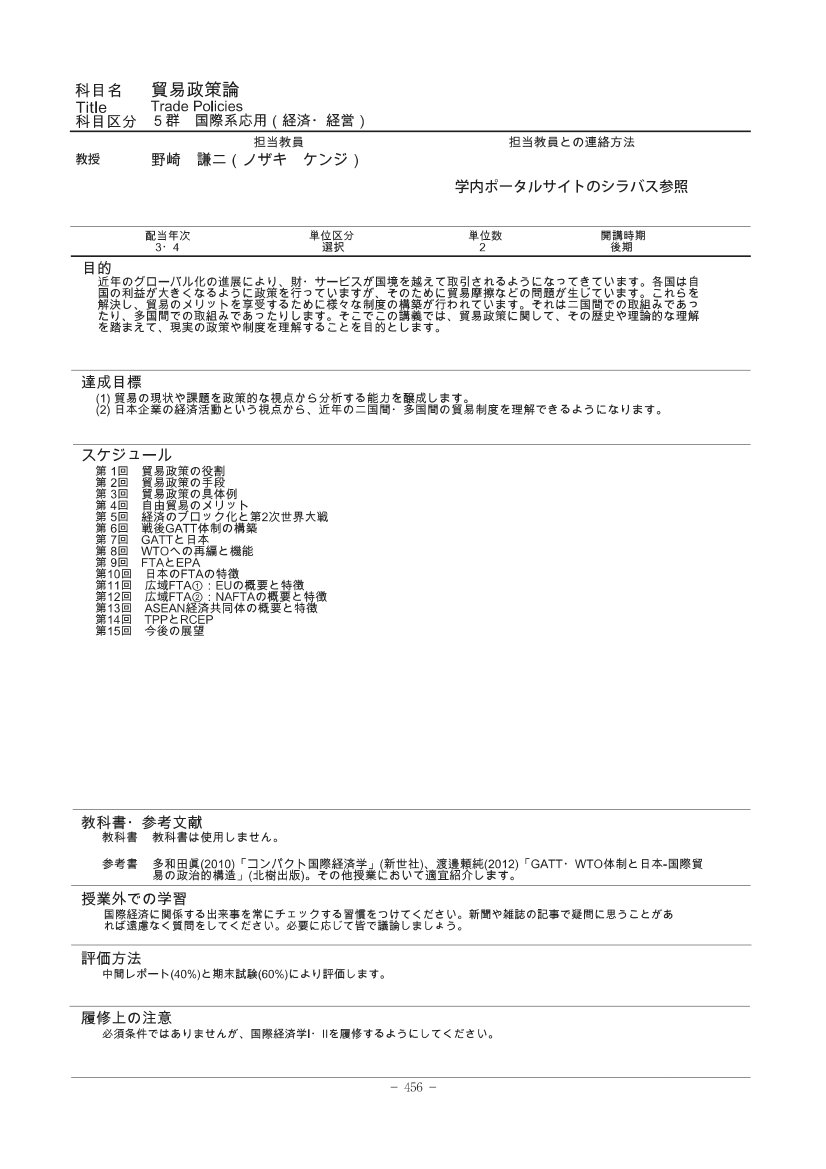 科目名　貿易政策論
Title　Trade Policies
科目区分　５群　国際系応用 ( 経済・経営 )
担当教員　担当教員との連絡方法
教授　野崎　謙二 ( ノザキ　ケンジ )
学内ポータルサイトのシラバス参照
配当年次　単位区分　単位数　開講時期
3・4　選択　2　後期
目的
近年のグローバル化の進展により、財・サービスが国境を越えて取引されるようになってきています。各国は自
国の利益が大きくなるように政策を行っていますが、そのために貿易摩擦などの問題が生じています。これらを
解決し、貿易のメリットを享受するために様々な制度の構築が行われています。それは二国間での取組みであっ
たり、多国間での取組みであったりします。そこでこの講義では、貿易政策に関して、その歴史や理論的な理解
を踏まえて、現実の政策や制度を理解することを目的とします。
達成目標
(1) 貿易の現状や課題を政策的な視点から分析する能力を醸成します。
(2) 日本企業の経済活動という視点から、近年の二国間・多国間の貿易制度を理解できるようになります。
スケジュール
第 1回　貿易政策の役割
第 2回　貿易政策の手段
第 3回　貿易政策の具体例
第 4回　自由貿易のメリット
第 5回　経済のブロック化と第2次世界大戦
第 6回　戦後GATT体制の構築
第 7回　GATTと日本
第 8回　WTOへの再編と機能
第 9回　FTAとEPA
第10回　日本のFTAの特徴
第11回　広域FTA①：EUの概要と特徴
第12回　広域FTA②：NAFTAの概要と特徴
第13回　ASEAN経済共同体の概要と特徴
第14回　TPPとRCEP
第15回　今後の展望
教科書・参考文献
教科書　教科書は使用しません。
参考書　多和田眞(2010)「コンパクト国際経済学」(新世社)、渡邊頼純(2012)「GATT・WTO体制と日本-国際貿
易の政治的構造」(北樹出版)。その他授業において適宜紹介します。
授業外での学習
国際経済に関係する出来事を常にチェックする習慣をつけてください。新聞や雑誌の記事で疑問に思うことがあ
れば遠慮なく質問をしてください。必要に応じて皆で議論しましょう。
評価方法
中間レポート(40%)と期末試験(60%)により評価します。
履修上の注意
必須条件ではありませんが、国際経済学Ⅰ・Ⅱを履修するようにしてください。
－ 456 －